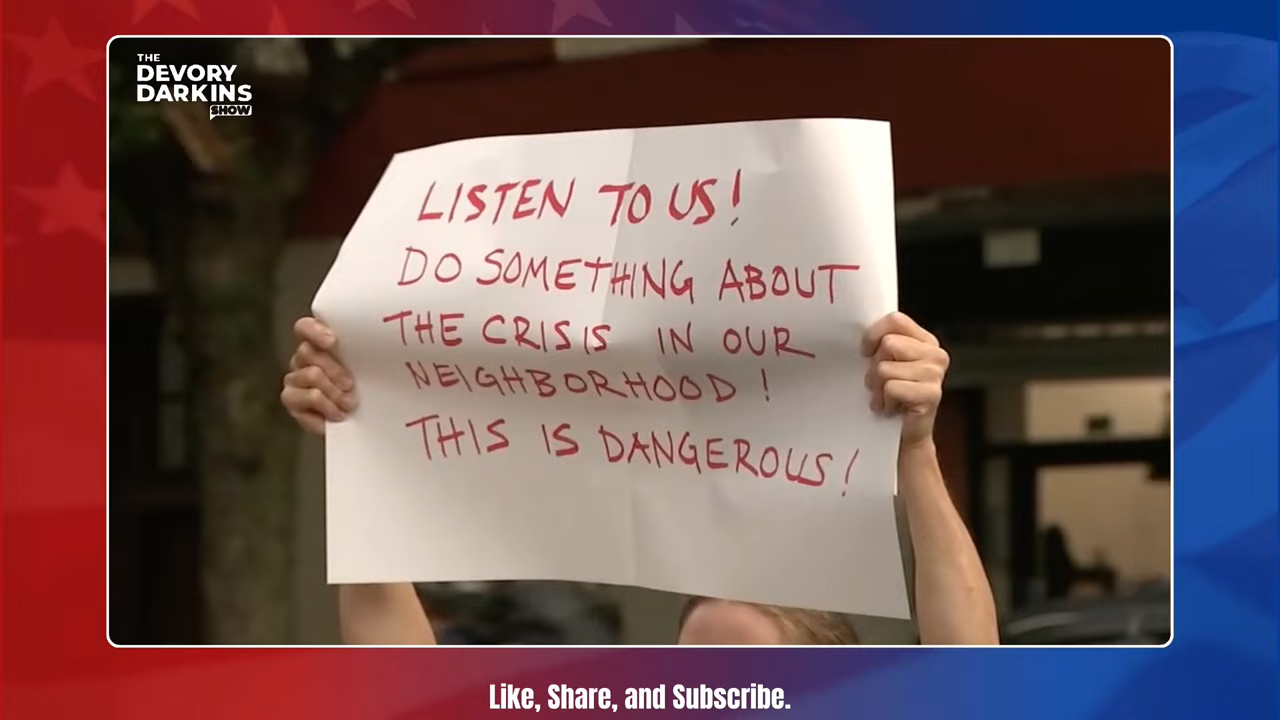 THE
DEVORY
DARKINS
SHOW
LISTEN TO US!
DO SOMETHING ABOUT
THE CRISIS IN OUR
NEIGHBORHOOD!
THIS IS DANGEROUS!
Like, Share, and Subscribe.